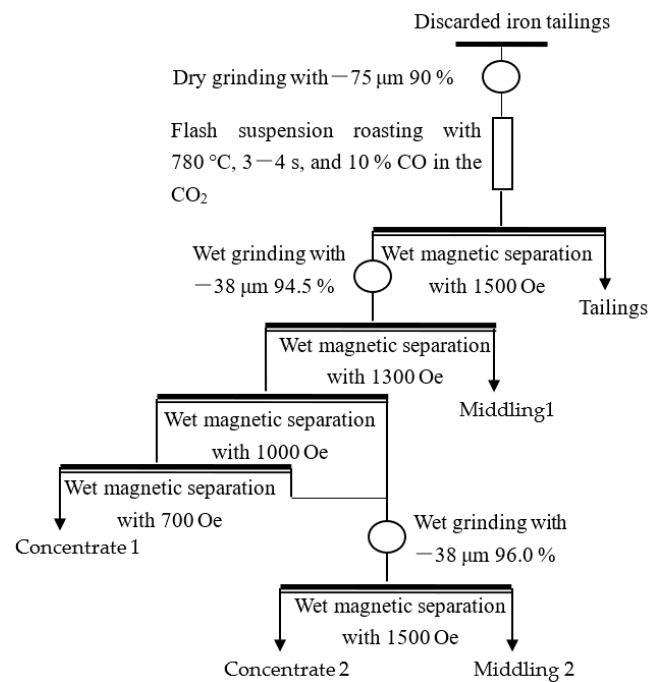 Discarded iron tailings
Dry grinding with－75 μm 90 %
Flash suspension roasting with
780 °C, 3－4 s, and 10 % CO in the
CO₂
Wet grinding with
－38 μm 94.5 %
Wet magnetic separation
with 1500 Oe
Tailings
Wet magnetic separation
with 1300 Oe
Middling1
Wet magnetic separation
with 1000 Oe
Wet magnetic separation
with 700 Oe
Concentrate 1
Wet grinding with
－38 μm 96.0 %
Wet magnetic separation
with 1500 Oe
Concentrate 2
Middling 2